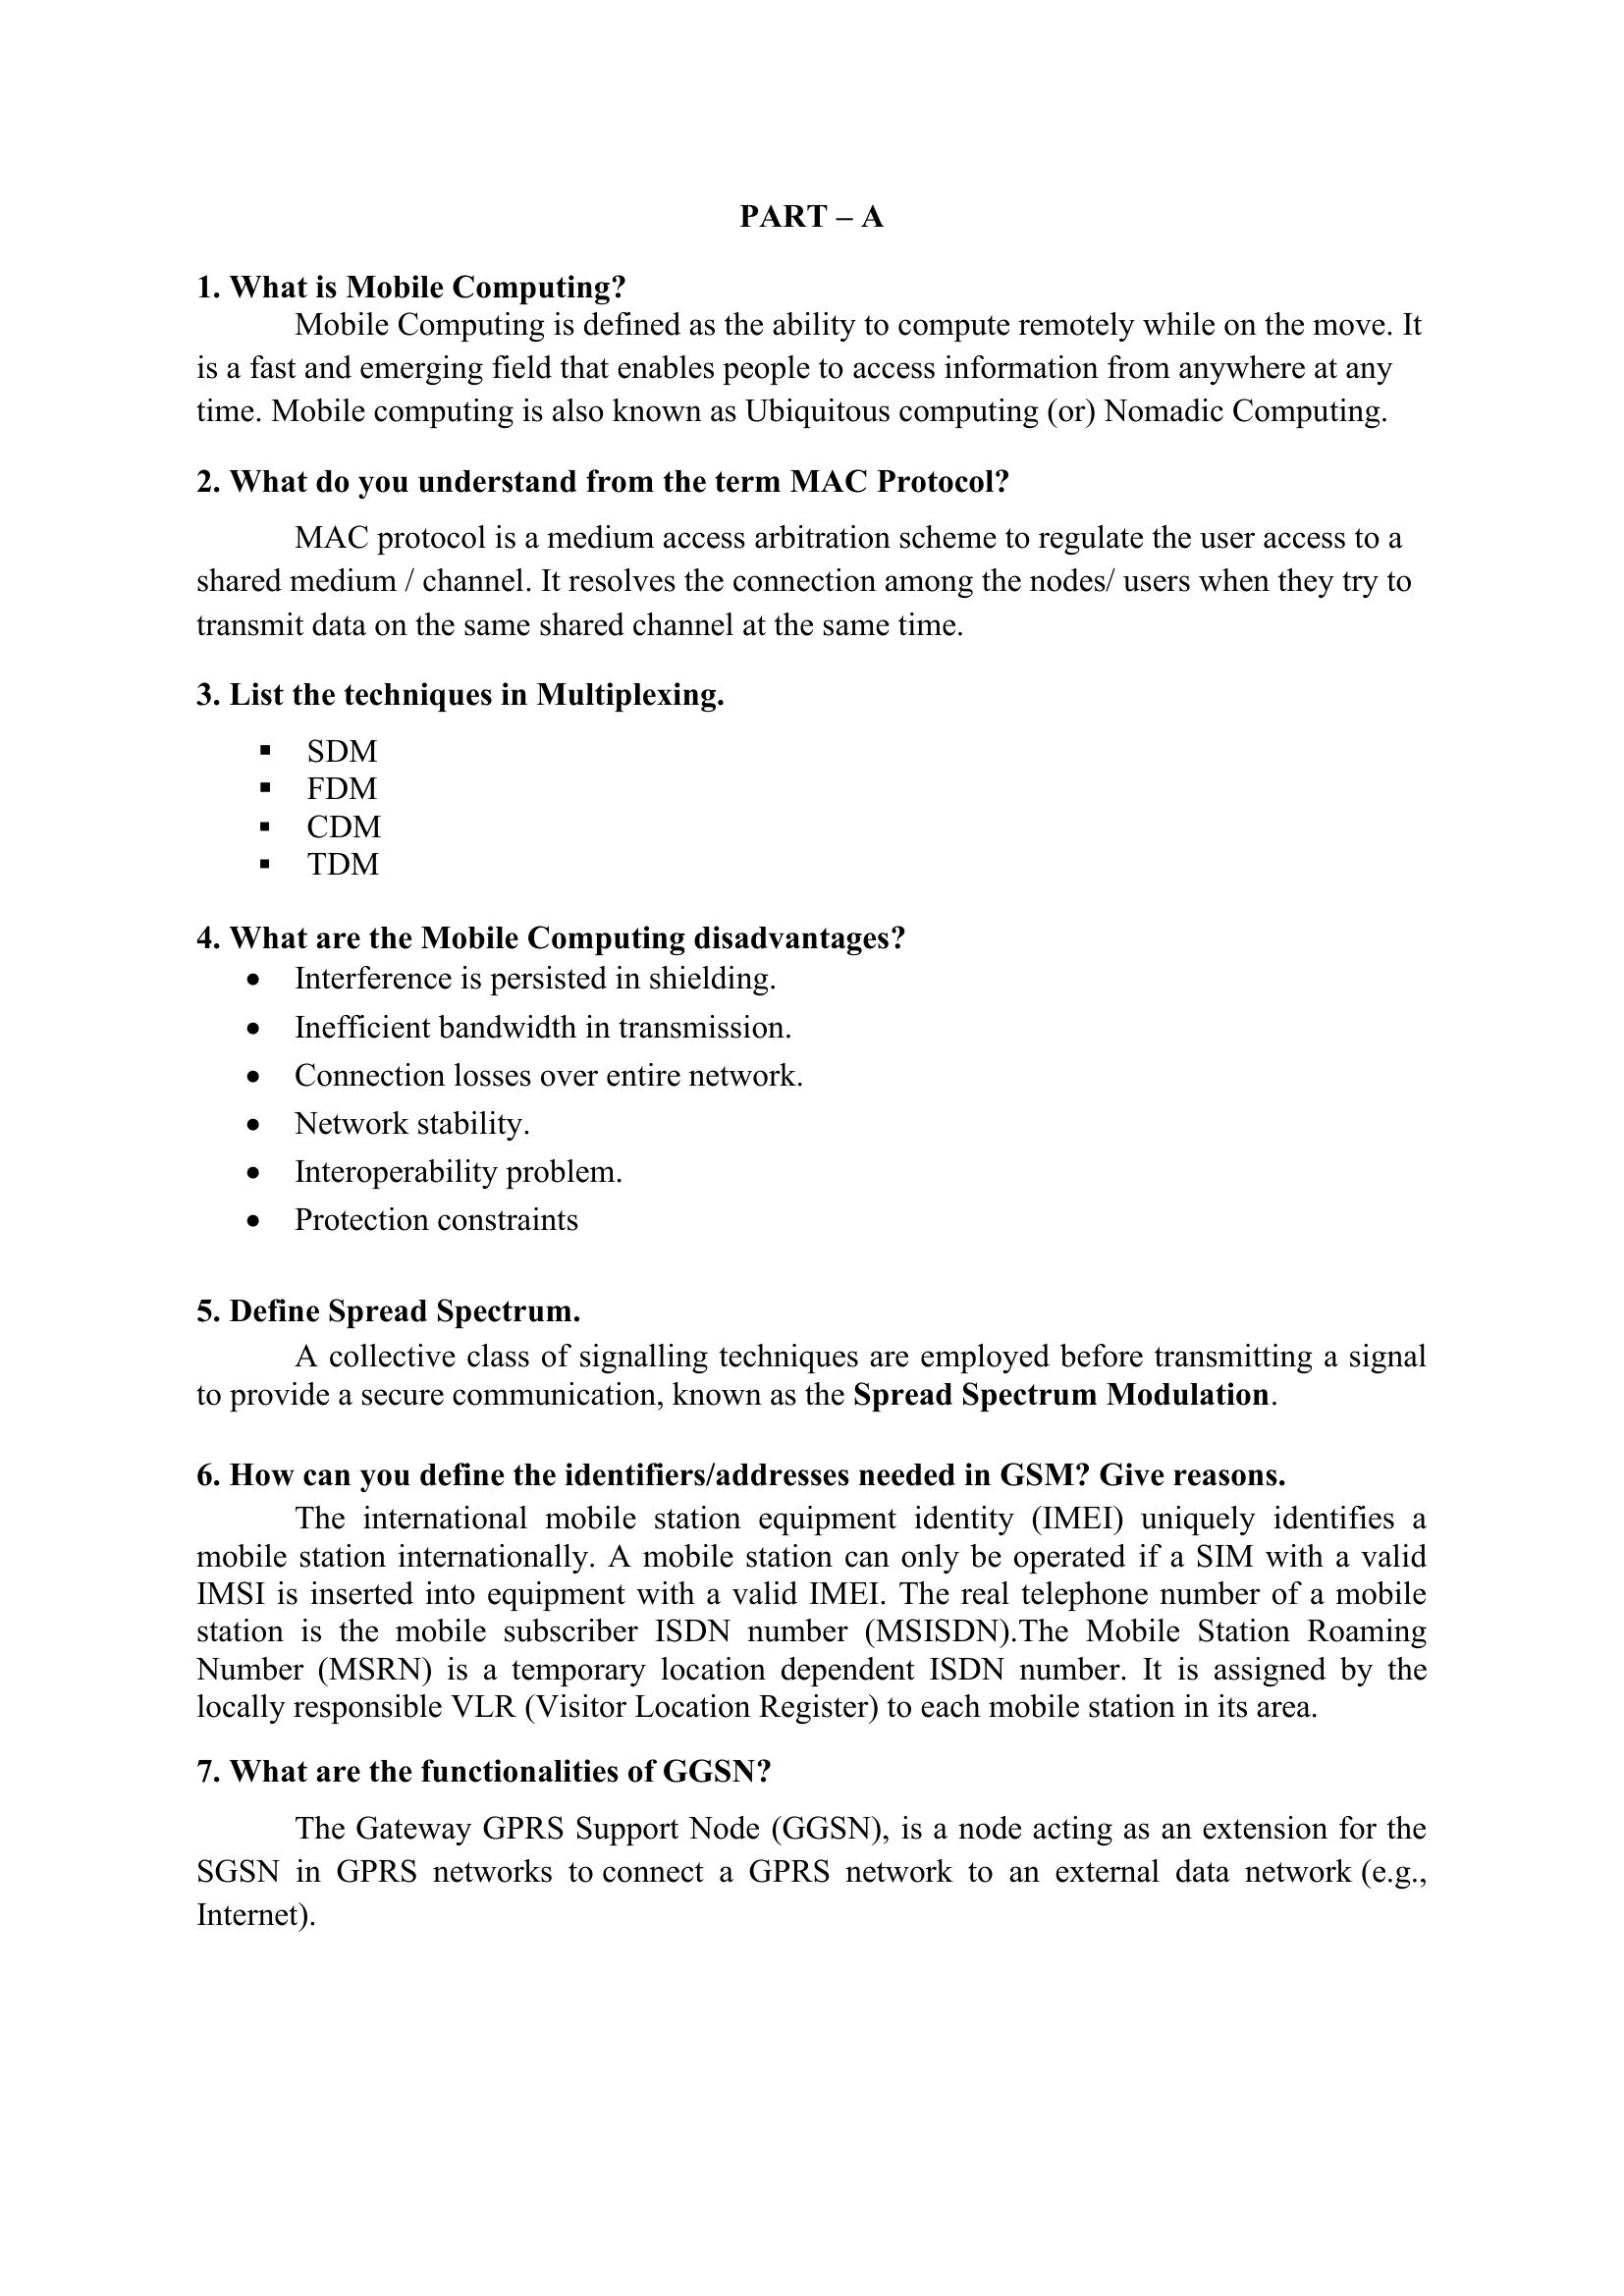 PART – A
1. What is Mobile Computing?
Mobile Computing is defined as the ability to compute remotely while on the move. It
is a fast and emerging field that enables people to access information from anywhere at any
time. Mobile computing is also known as Ubiquitous computing (or) Nomadic Computing.
2. What do you understand from the term MAC Protocol?
MAC protocol is a medium access arbitration scheme to regulate the user access to a
shared medium / channel. It resolves the connection among the nodes/ users when they try to
transmit data on the same shared channel at the same time.
3. List the techniques in Multiplexing.
▪ SDM
▪ FDM
▪ CDM
▪ TDM
4. What are the Mobile Computing disadvantages?
• Interference is persisted in shielding.
• Inefficient bandwidth in transmission.
• Connection losses over entire network.
• Network stability.
• Interoperability problem.
• Protection constraints
5. Define Spread Spectrum.
A collective class of signalling techniques are employed before transmitting a signal
to provide a secure communication, known as the Spread Spectrum Modulation.
6. How can you define the identifiers/addresses needed in GSM? Give reasons.
The international mobile station equipment identity (IMEI) uniquely identifies a
mobile station internationally. A mobile station can only be operated if a SIM with a valid
IMSI is inserted into equipment with a valid IMEI. The real telephone number of a mobile
station is the mobile subscriber ISDN number (MSISDN).The Mobile Station Roaming
Number (MSRN) is a temporary location dependent ISDN number. It is assigned by the
locally responsible VLR (Visitor Location Register) to each mobile station in its area.
7. What are the functionalities of GGSN?
The Gateway GPRS Support Node (GGSN), is a node acting as an extension for the
SGSN in GPRS networks to connect a GPRS network to an external data network (e.g.,
Internet).